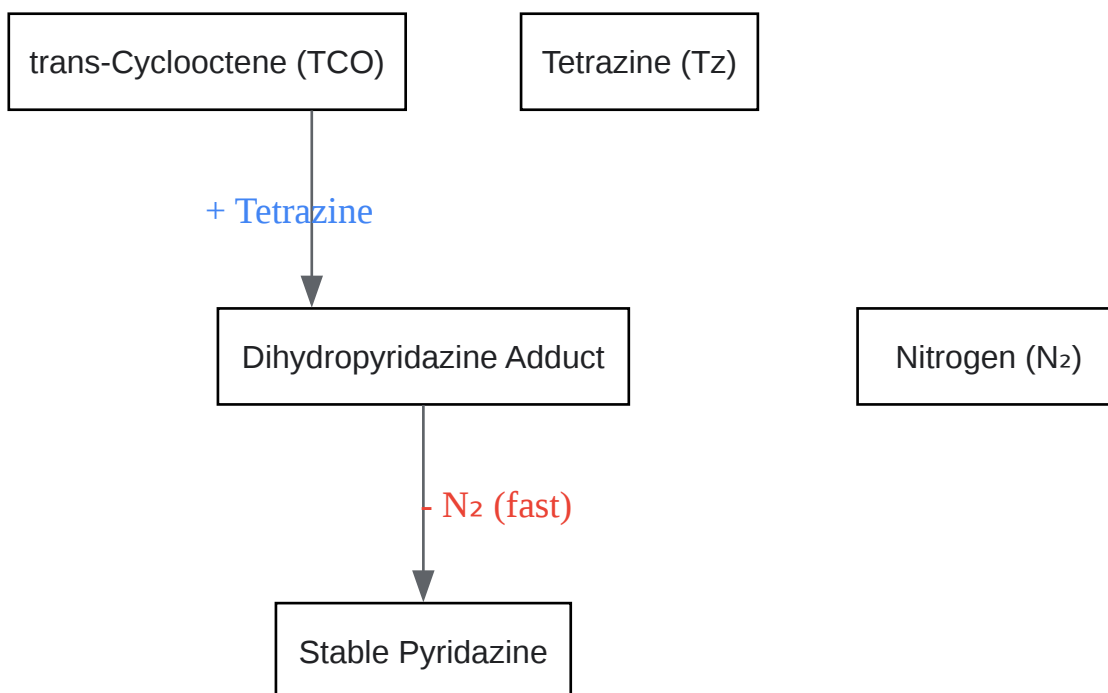 trans-Cyclooctene (TCO)
Tetrazine (Tz)
+ Tetrazine
Dihydropyridazine Adduct
Nitrogen (N₂)
- N₂ (fast)
Stable Pyridazine